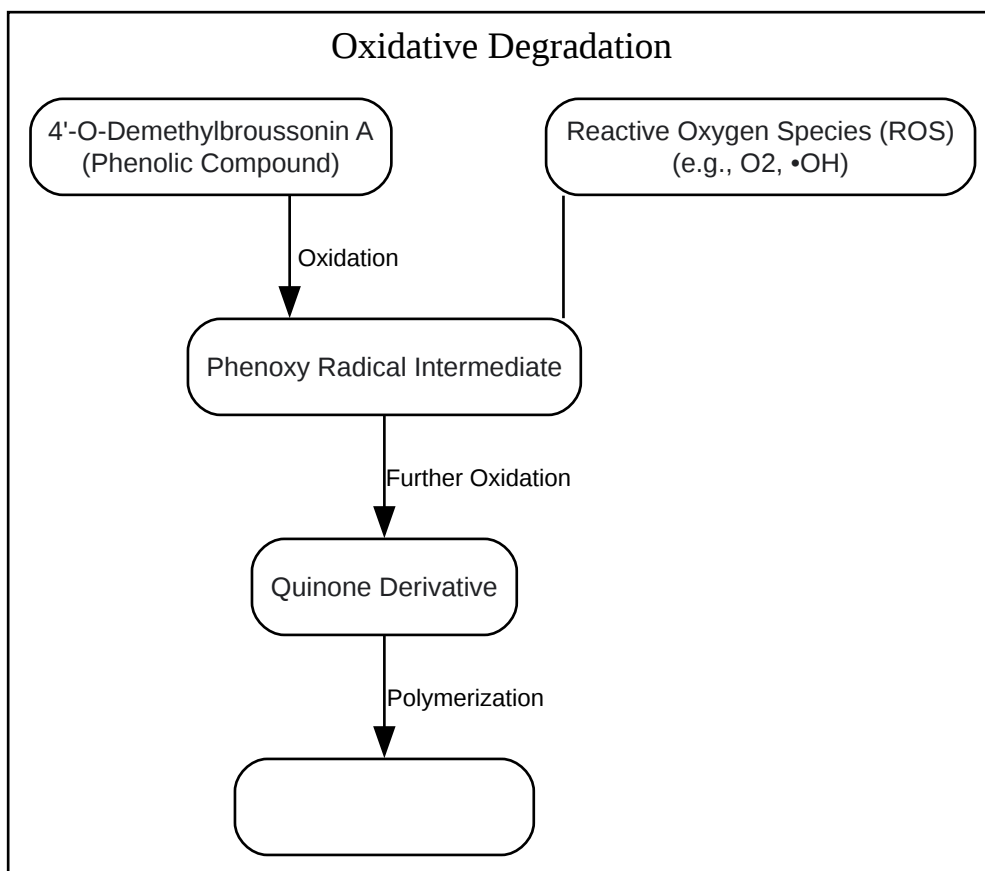 Oxidative Degradation
4'-O-Demethylbroussonin A
(Phenolic Compound)
Reactive Oxygen Species (ROS)
(e.g., O2, •OH)
Oxidation
Phenoxy Radical Intermediate
Further Oxidation
Quinone Derivative
Polymerization